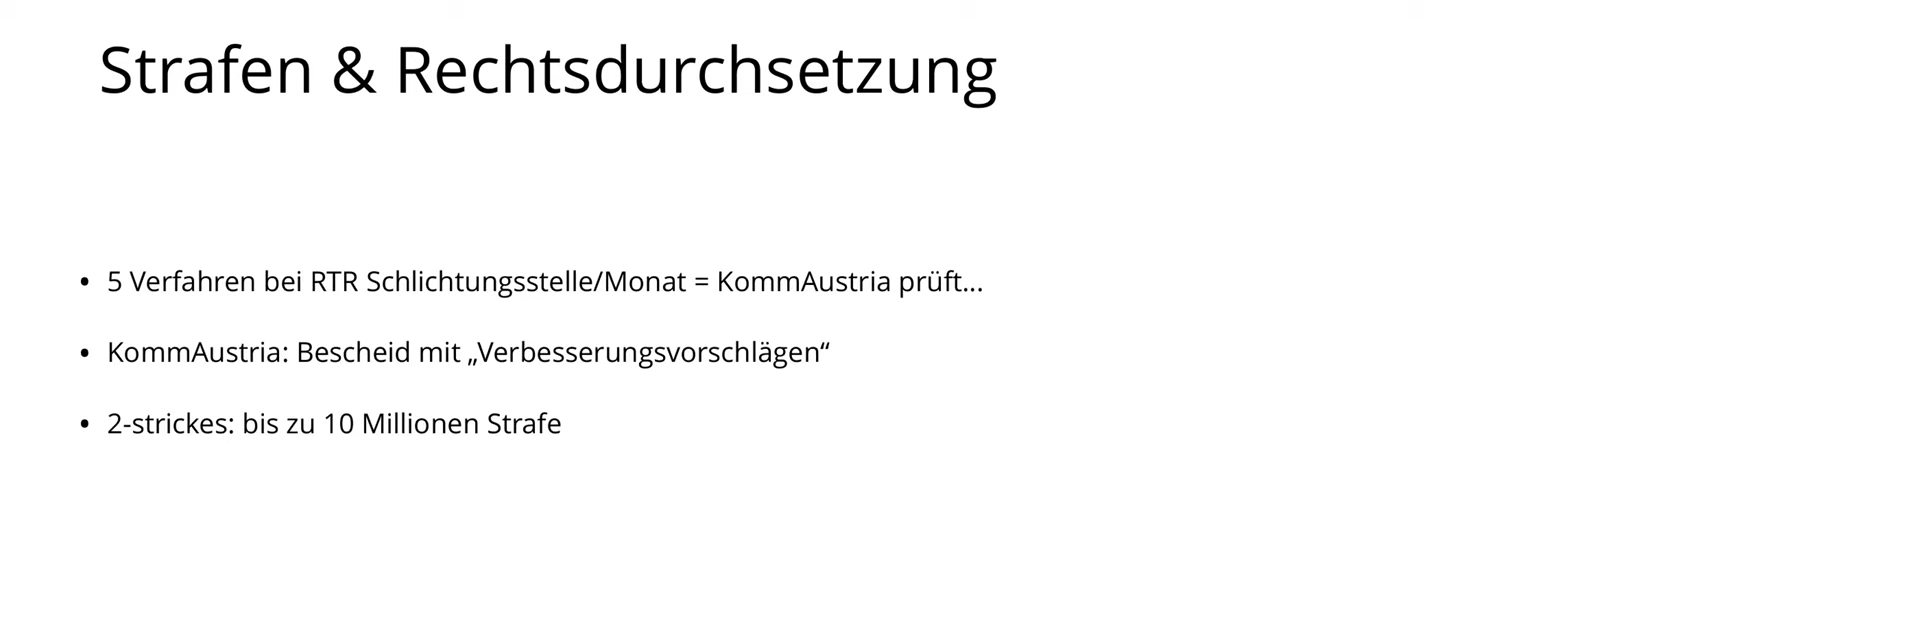 Strafen & Rechtsdurchsetzung
• 5 Verfahren bei RTR Schlichtungsstelle/Monat = KommAustria prüft...
• KommAustria: Bescheid mit „Verbesserungsvorschlägen“
• 2-strickes: bis zu 10 Millionen Strafe